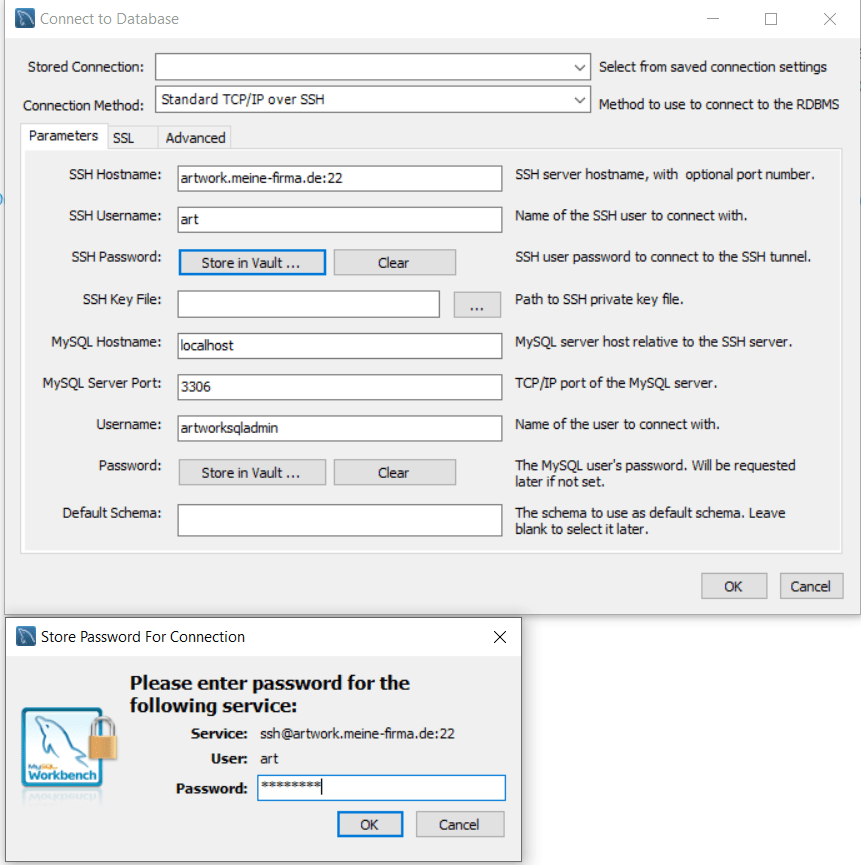 Connect to Database
Stored Connection:
Select from saved connection settings
Connection Method:
Standard TCP/IP over SSH
Method to use to connect to the RDBMS
Parameters
SSL
Advanced
SSH Hostname:
artwork.meine-firma.de:22
SSH server hostname, with optional port number.
SSH Username:
art
Name of the SSH user to connect with.
SSH Password:
Store in Vault ...
Clear
SSH user password to connect to the SSH tunnel.
SSH Key File:
...
Path to SSH private key file.
MySQL Hostname:
localhost
MySQL server host relative to the SSH server.
MySQL Server Port:
3306
TCP/IP port of the MySQL server.
Username:
artworksqladmin
Name of the user to connect with.
Password:
Store in Vault ...
Clear
The MySQL user's password. Will be requested
later if not set.
Default Schema:
The schema to use as default schema. Leave
blank to select it later.
OK
Cancel
Store Password For Connection
Please enter password for the
following service:
Service:
ssh@artwork.meine-firma.de:22
User:
art
Password:
********
MySQL
Workbench
OK
Cancel